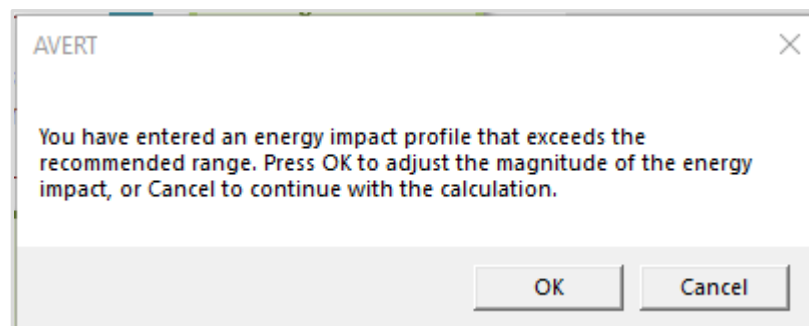 AVERT
You have entered an energy impact profile that exceeds the
recommended range. Press OK to adjust the magnitude of the energy
impact, or Cancel to continue with the calculation.
OK
Cancel